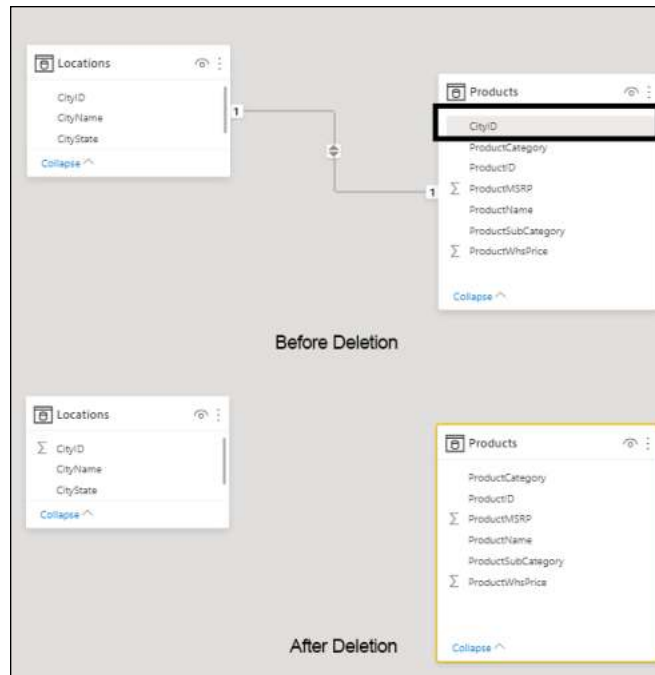 Locations
CityID
CityName
CityState
Collapse
1
1
Products
CityID
ProductCategory
ProductID
Σ ProductMSRP
ProductName
ProductSubCategory
Σ ProductWhsPrice
Collapse
Before Deletion
Locations
Σ CityID
CityName
CityState
Collapse
Products
ProductCategory
ProductID
Σ ProductMSRP
ProductName
ProductSubCategory
Σ ProductWhsPrice
Collapse
After Deletion